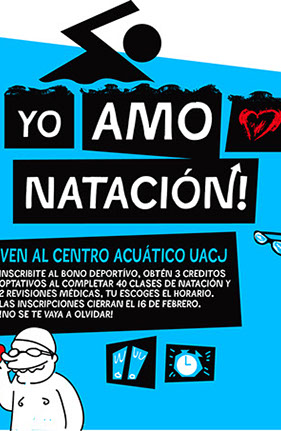 YO AMO
NATACIÓN!
VEN AL CENTRO ACUÁTICO UACJ
INSCRIBITE AL BONO DEPORTIVO, OBTÉN 3 CREDITOS
OPTATIVOS AL COMPLETAR 40 CLASES DE NATACIÓN Y
2 REVISIONES MÉDICAS, TU ESCOGES EL HORARIO.
LAS INSCRIPCIONES CIERRAN EL 16 DE FEBRERO.
!NO SE TE VAYA A OLVIDAR!